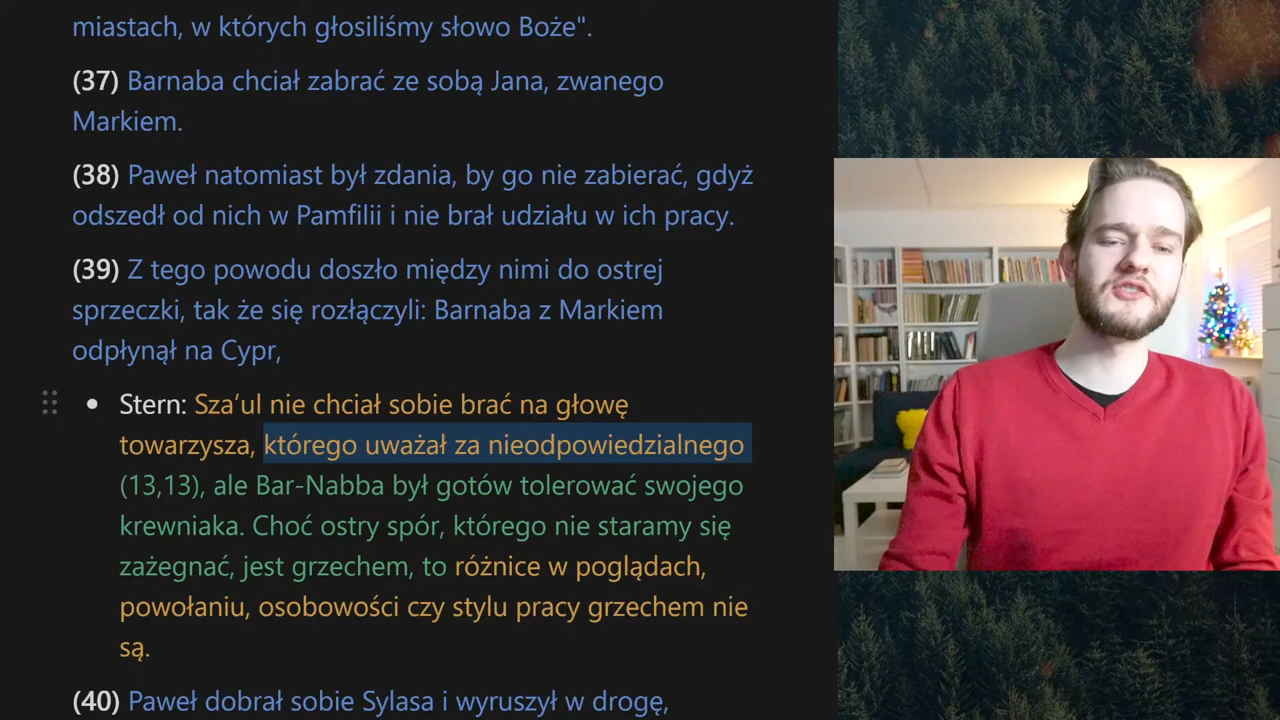 miastach, w których głosiliśmy słowo Boże".
(37) Barnaba chciał zabrać ze sobą Jana, zwanego
Markiem.
(38) Paweł natomiast był zdania, by go nie zabierać, gdyż
odszedł od nich w Pamfilii i nie brał udziału w ich pracy.
(39) Z tego powodu doszło między nimi do ostrej
sprzeczki, tak że się rozłączyli: Barnaba z Markiem
odpłynął na Cypr,
• Stern: Sza’ul nie chciał sobie brać na głowę
towarzysza, którego uważał za nieodpowiedzialnego
(13,13), ale Bar-Nabba był gotów tolerować swojego
krewniaka. Choć ostry spór, którego nie staramy się
zażegnać, jest grzechem, to różnice w poglądach,
powołaniu, osobowości czy stylu pracy grzechem nie
są.
(40) Paweł dobrał sobie Sylasa i wyruszył w drogę,